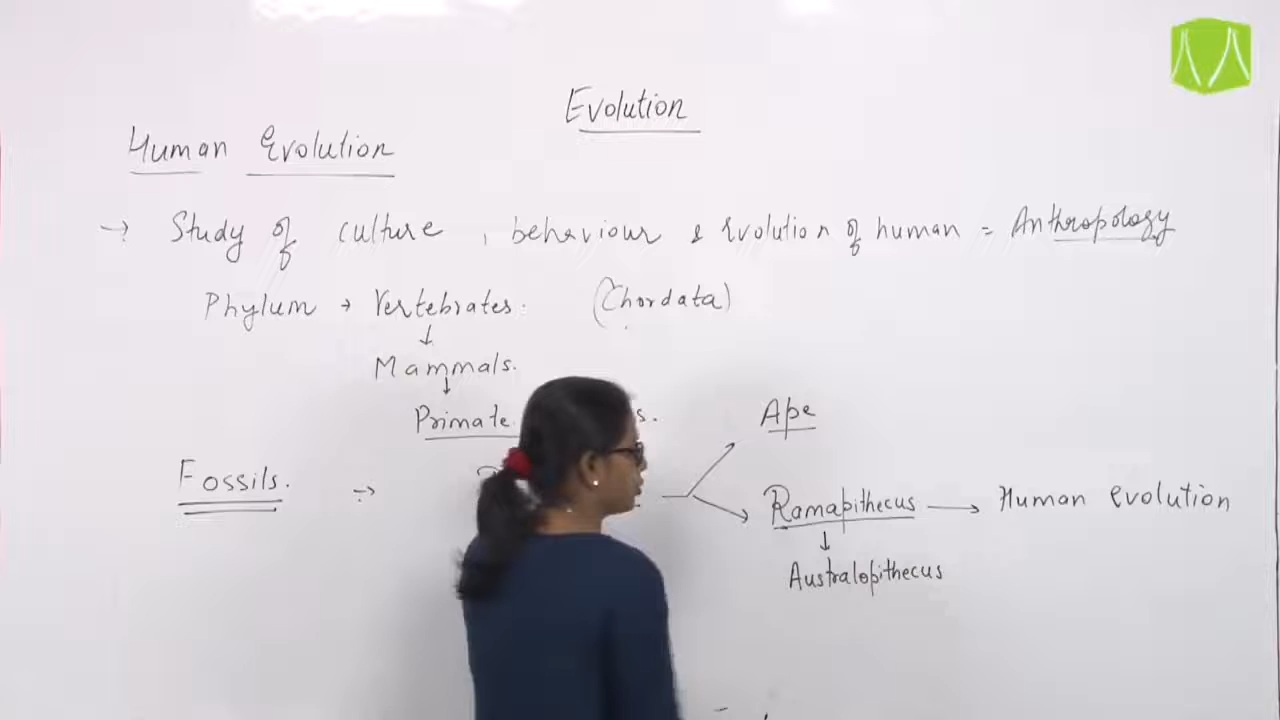 Evolution
Human Evolution
→ Study of culture, behaviour & Evolution of human = Anthropology
Phylum → Vertebrates. (Chordata)
↓
Mammals.
↓
Primate
Ape
Fossils. →
Ramapithecus → Human evolution
↓
Australopithecus